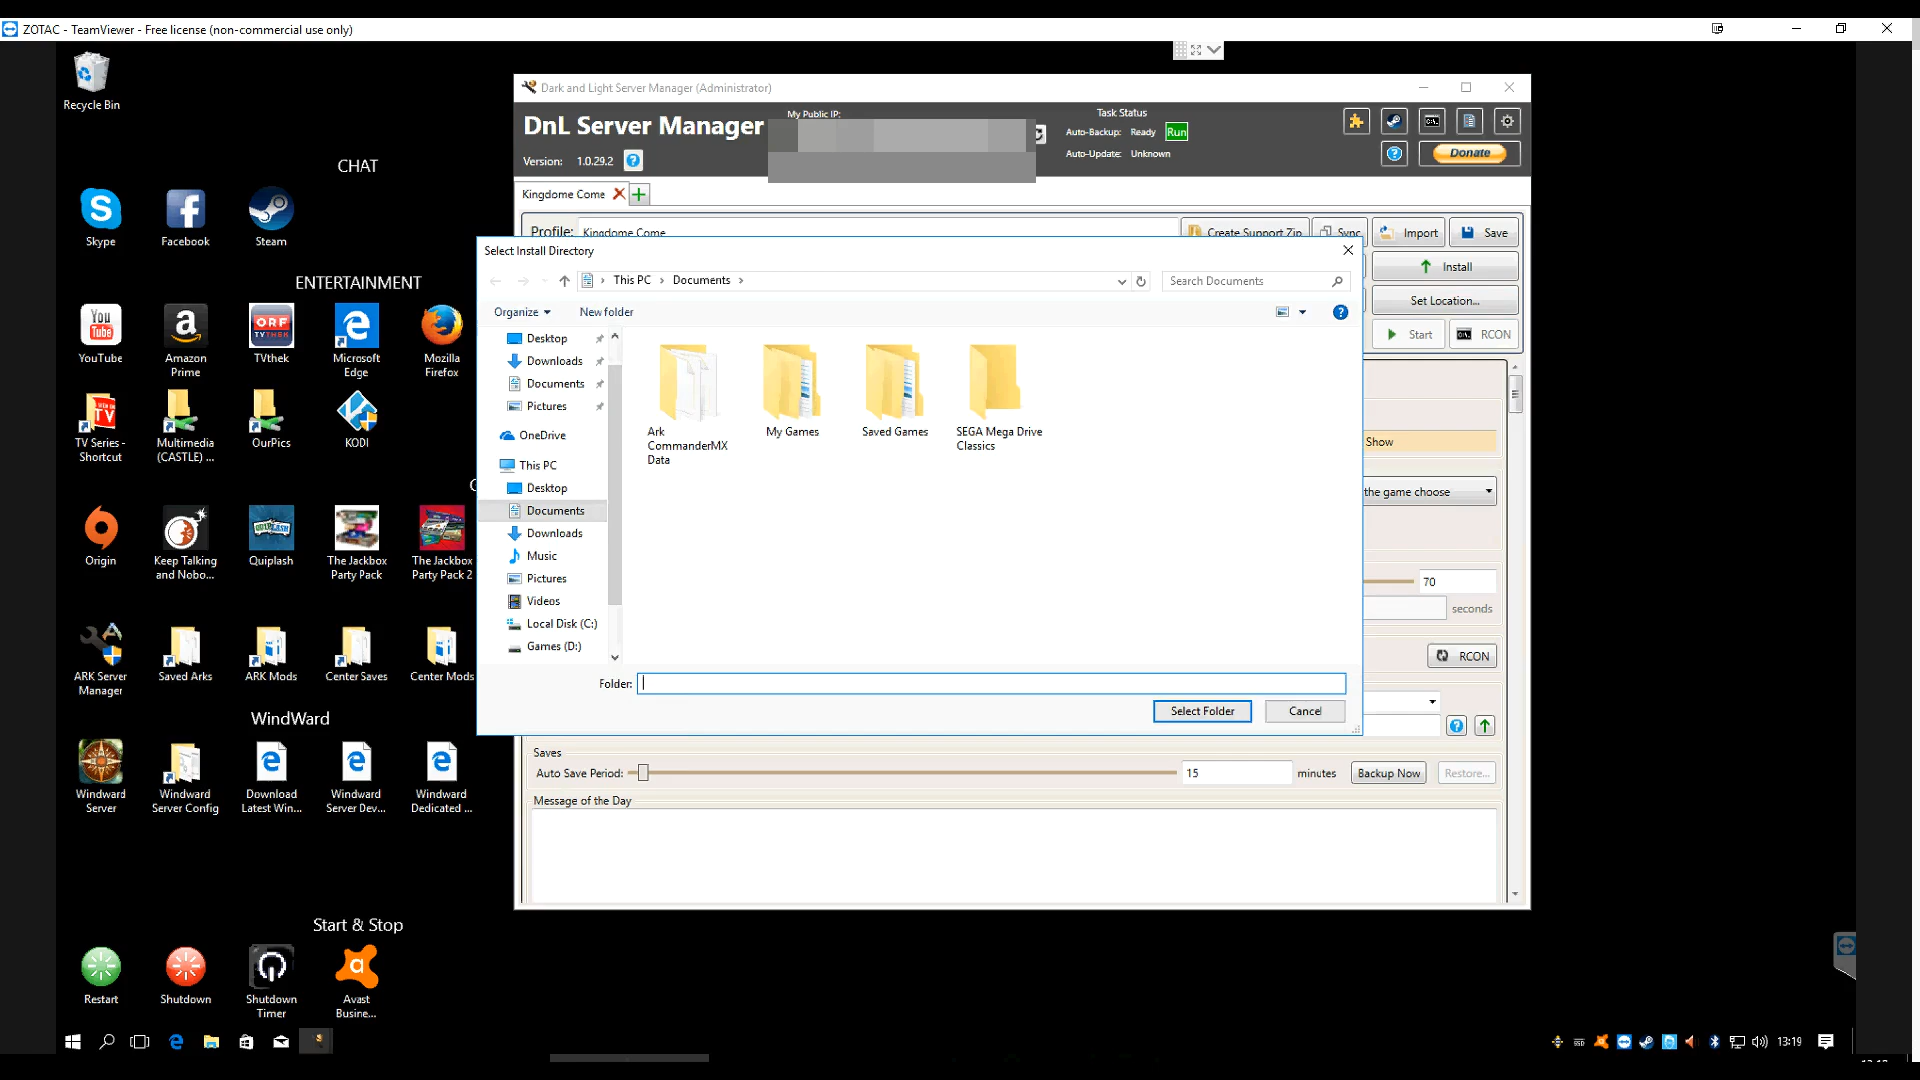 ZOTAC - TeamViewer - Free license (non-commercial use only)
Recycle Bin
CHAT
Skype
Facebook
Steam
ENTERTAINMENT
YouTube
Amazon Prime
TVthek
Microsoft Edge
Mozilla Firefox
TV Series - Shortcut
Multimedia (CASTLE) ...
OurPics
KODI
Origin
Keep Talking and Nobo...
Quiplash
The Jackbox Party Pack
The Jackbox Party Pack 2
ARK Server Manager
Saved Arks
ARK Mods
Center Saves
Center Mods
WindWard
Windward Server
Windward Server Config
Download Latest Win...
Windward Server Dev...
Windward Dedicated ...
Start & Stop
Restart
Shutdown
Shutdown Timer
Avast Busine...
Dark and Light Server Manager (Administrator)
DnL Server Manager
My Public IP:
Version: 1.0.29.2
Task Status
Auto-Backup: Ready Run
Auto-Update: Unknown
Donate
Kingdome Come
Profile: Kingdome Come
Create Support Zip
Sync
Import
Save
Install
Set Location...
Start
RCON
Select Install Directory
This PC > Documents >
Search Documents
Organize
New folder
Desktop
Downloads
Documents
Pictures
OneDrive
This PC
Desktop
Documents
Downloads
Music
Pictures
Videos
Local Disk (C:)
Games (D:)
Ark CommanderMX Data
My Games
Saved Games
SEGA Mega Drive Classics
Folder:
Select Folder
Cancel
Show
the game choose
70
seconds
RCON
Saves
Auto Save Period:
15
minutes
Backup Now
Restore...
Message of the Day
13:19